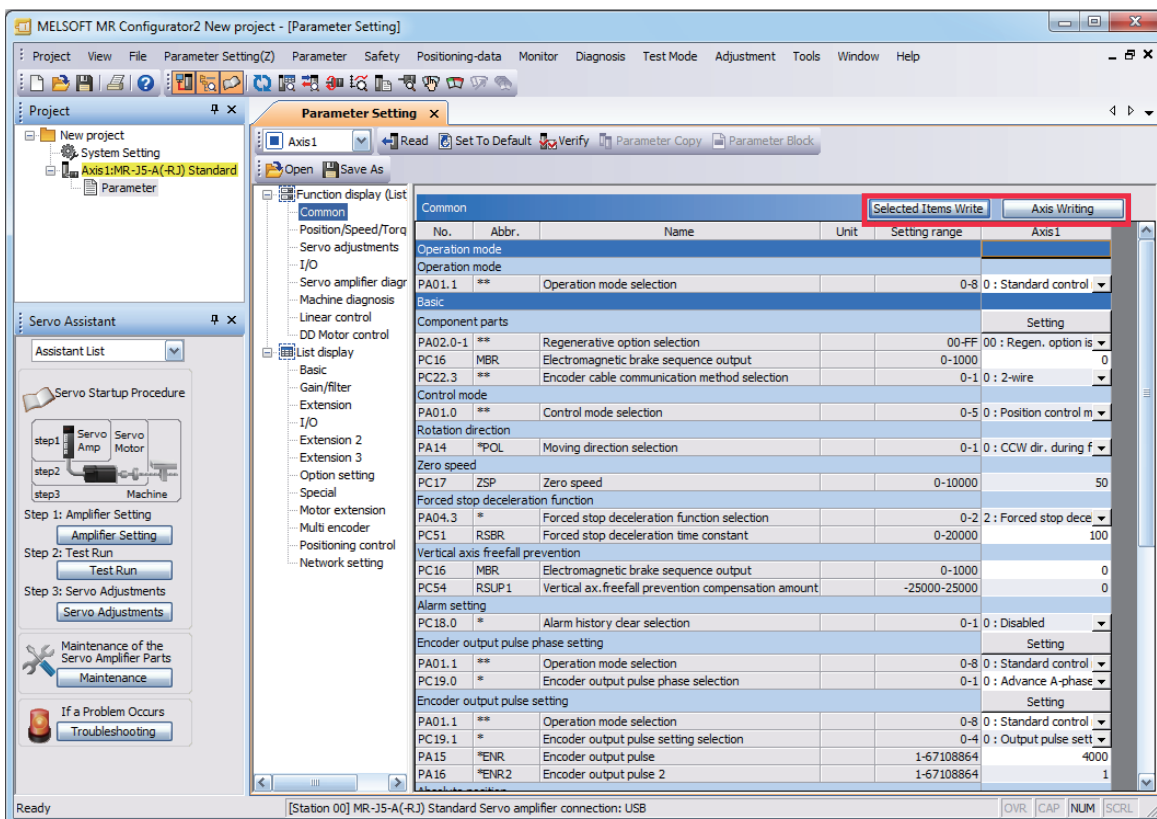 MELSOFT MR Configurator2 New project - [Parameter Setting]
Project View File Parameter Setting(Z) Parameter Safety Positioning-data Monitor Diagnosis Test Mode Adjustment Tools Window Help
Project
New project
System Setting
Axis1:MR-J5-A(-RJ) Standard
Parameter
Servo Assistant
Assistant List
Servo Startup Procedure
step1 Servo Amp Servo Motor
step2
step3 Machine
Step 1: Amplifier Setting
Amplifier Setting
Step 2: Test Run
Test Run
Step 3: Servo Adjustments
Servo Adjustments
Maintenance of the
Servo Amplifier Parts
Maintenance
If a Problem Occurs
Troubleshooting
Parameter Setting
Axis1 Read Set To Default Verify Parameter Copy Parameter Block
Open Save As
Function display (List
Common
Position/Speed/Torq
Servo adjustments
I/O
Servo amplifier diagr
Machine diagnosis
Linear control
DD Motor control
List display
Basic
Gain/filter
Extension
I/O
Extension 2
Extension 3
Option setting
Special
Motor extension
Multi encoder
Positioning control
Network setting
Common Selected Items Write Axis Writing
No. Abbr. Name Unit Setting range Axis1
Operation mode
Operation mode
PA01.1 ** Operation mode selection 0-8 0 : Standard control
Basic
Component parts Setting
PA02.0-1 ** Regenerative option selection 00-FF 00 : Regen. option is
PC16 MBR Electromagnetic brake sequence output 0-1000 0
PC22.3 ** Encoder cable communication method selection 0-1 0 : 2-wire
Control mode
PA01.0 ** Control mode selection 0-5 0 : Position control m
Rotation direction
PA14 *POL Moving direction selection 0-1 0 : CCW dir. during f
Zero speed
PC17 ZSP Zero speed 0-10000 50
Forced stop deceleration function
PA04.3 * Forced stop deceleration function selection 0-2 2 : Forced stop dece
PC51 RSBR Forced stop deceleration time constant 0-20000 100
Vertical axis freefall prevention
PC16 MBR Electromagnetic brake sequence output 0-1000 0
PC54 RSUP1 Vertical ax.freefall prevention compensation amount -25000-25000 0
Alarm setting
PC18.0 * Alarm history clear selection 0-1 0 : Disabled
Encoder output pulse phase setting Setting
PA01.1 ** Operation mode selection 0-8 0 : Standard control
PC19.0 * Encoder output pulse phase selection 0-1 0 : Advance A-phase
Encoder output pulse setting Setting
PA01.1 ** Operation mode selection 0-8 0 : Standard control
PC19.1 * Encoder output pulse setting selection 0-4 0 : Output pulse sett
PA15 *ENR Encoder output pulse 1-67108864 4000
PA16 *ENR2 Encoder output pulse 2 1-67108864 1
Ready [Station 00] MR-J5-A(-RJ) Standard Servo amplifier connection: USB OVR CAP NUM SCRL